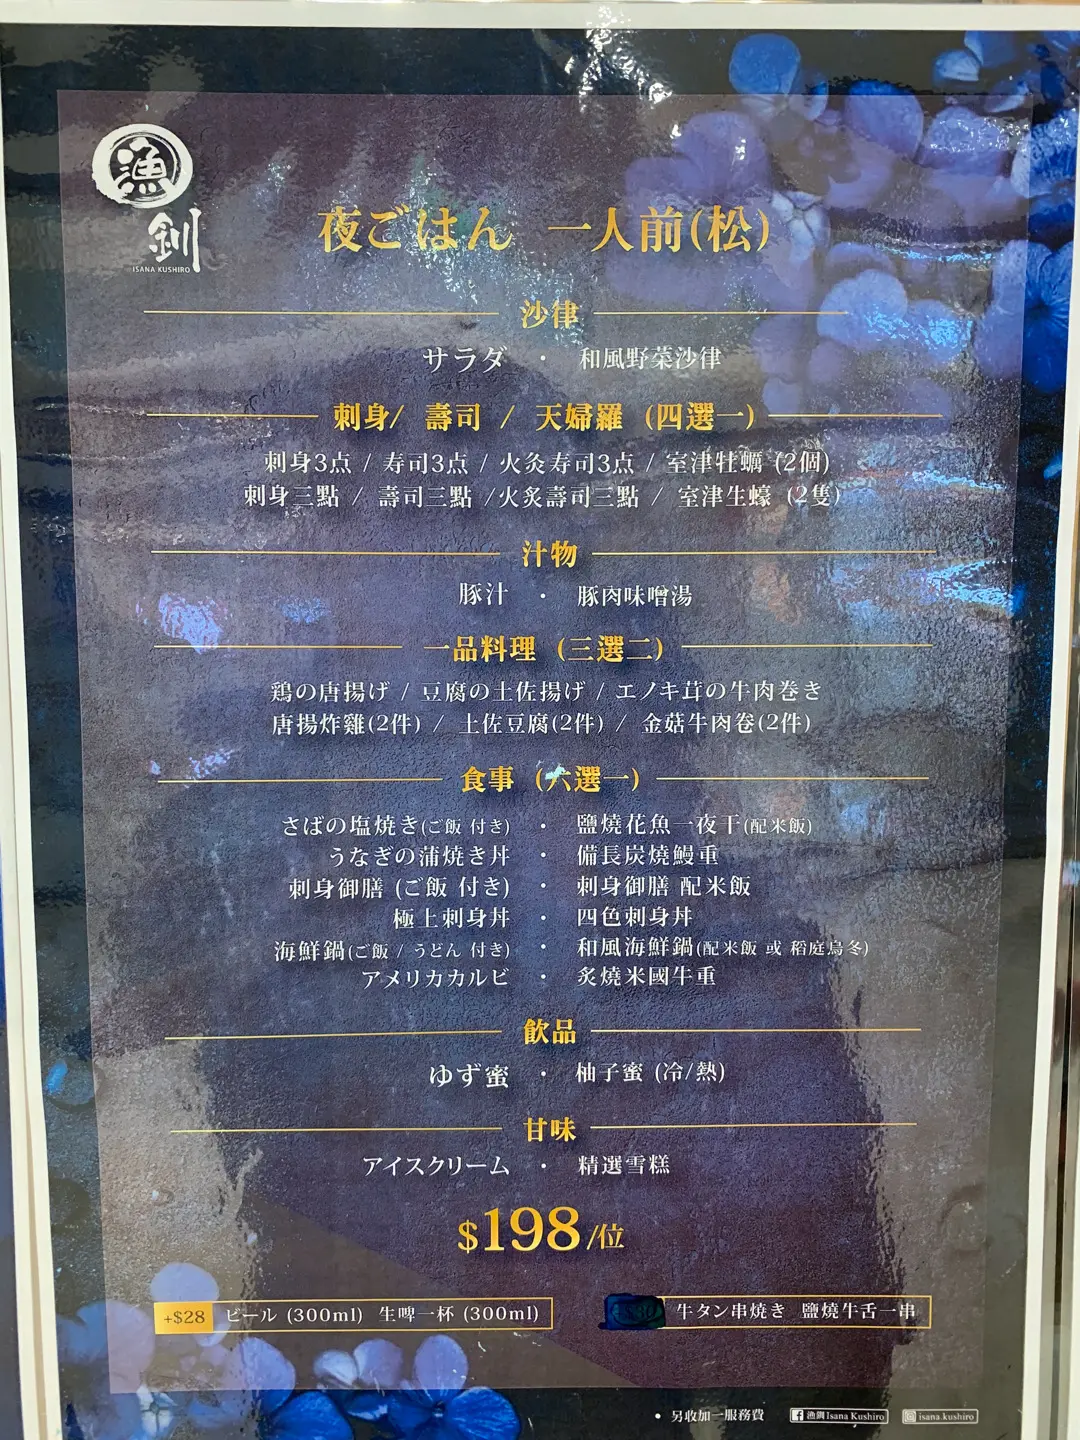 漁
釧
ISANA KUSHIRO
夜ごはん 一人前(松)
沙律
サラダ ・ 和風野菜沙律
刺身/ 壽司 / 天婦羅 (四選一)
刺身3点 / 寿司3点 / 火灸寿司3点 / 室津牡蠣 (2個)
刺身三點 / 壽司三點 /火炙壽司三點 / 室津生蠔 (2隻)
汁物
豚汁 ・ 豚肉味噌湯
一品料理 (三選二)
鶏の唐揚げ / 豆腐の土佐揚げ / エノキ茸の牛肉巻き
唐揚炸雞(2件) / 土佐豆腐(2件) / 金菇牛肉卷(2件)
食事 (六選一)
さばの塩焼き(ご飯 付き) ・ 鹽燒花魚一夜干(配米飯)
うなぎの蒲焼き丼 ・ 備長炭燒鰻重
刺身御膳 (ご飯 付き) ・ 刺身御膳 配米飯
極上刺身丼 ・ 四色刺身丼
海鮮鍋(ご飯 / うどん 付き) ・ 和風海鮮鍋(配米飯 或 稻庭烏冬)
アメリカカルビ ・ 炙燒米國牛重
飲品
ゆず蜜 ・ 柚子蜜 (冷/熱)
甘味
アイスクリーム ・ 精選雪糕
$198/位
+$28 ビール (300ml) 生啤一杯 (300ml)
牛タン串焼き 鹽燒牛舌一串
• 另收加一服務費 漁釧Isana Kushiro isana.kushiro